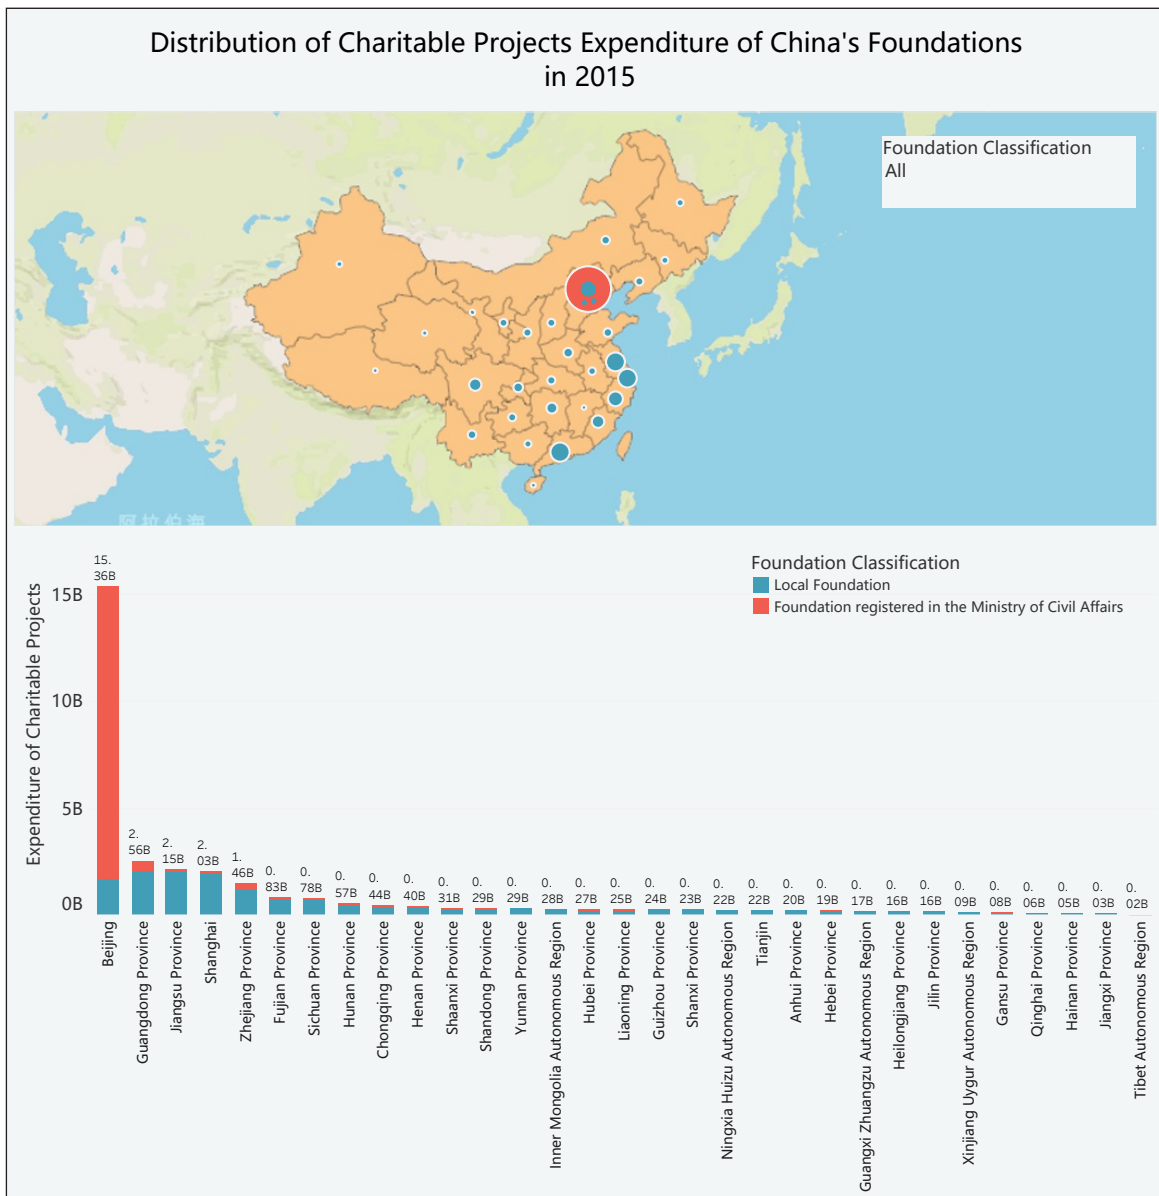 Distribution of Charitable Projects Expenditure of China's Foundations
in 2015
Foundation Classification
All
阿拉伯海
Foundation Classification
Local Foundation
Foundation registered in the Ministry of Civil Affairs
Expenditure of Charitable Projects
15B
10B
5B
0B
15.
36B
2.
56B
2.
15B
2.
03B
1.
46B
0.
83B
0.
78B
0.
57B
0.
44B
0.
40B
0.
31B
0.
29B
0.
29B
0.
28B
0.
27B
0.
25B
0.
24B
0.
23B
0.
22B
0.
22B
0.
20B
0.
19B
0.
17B
0.
16B
0.
16B
0.
09B
0.
08B
0.
06B
0.
05B
0.
03B
0.
02B
Beijing
Guangdong Province
Jiangsu Province
Shanghai
Zhejiang Province
Fujian Province
Sichuan Province
Hunan Province
Chongqing Province
Henan Province
Shaanxi Province
Shandong Province
Yunnan Province
Inner Mongolia Autonomous Region
Hubei Province
Liaoning Province
Guizhou Province
Shanxi Province
Ningxia Huizu Autonomous Region
Tianjin
Anhui Province
Hebei Province
Guangxi Zhuangzu Autonomous Region
Heilongjiang Province
Jilin Province
Xinjiang Uygur Autonomous Region
Gansu Province
Qinghai Province
Hainan Province
Jiangxi Province
Tibet Autonomous Region